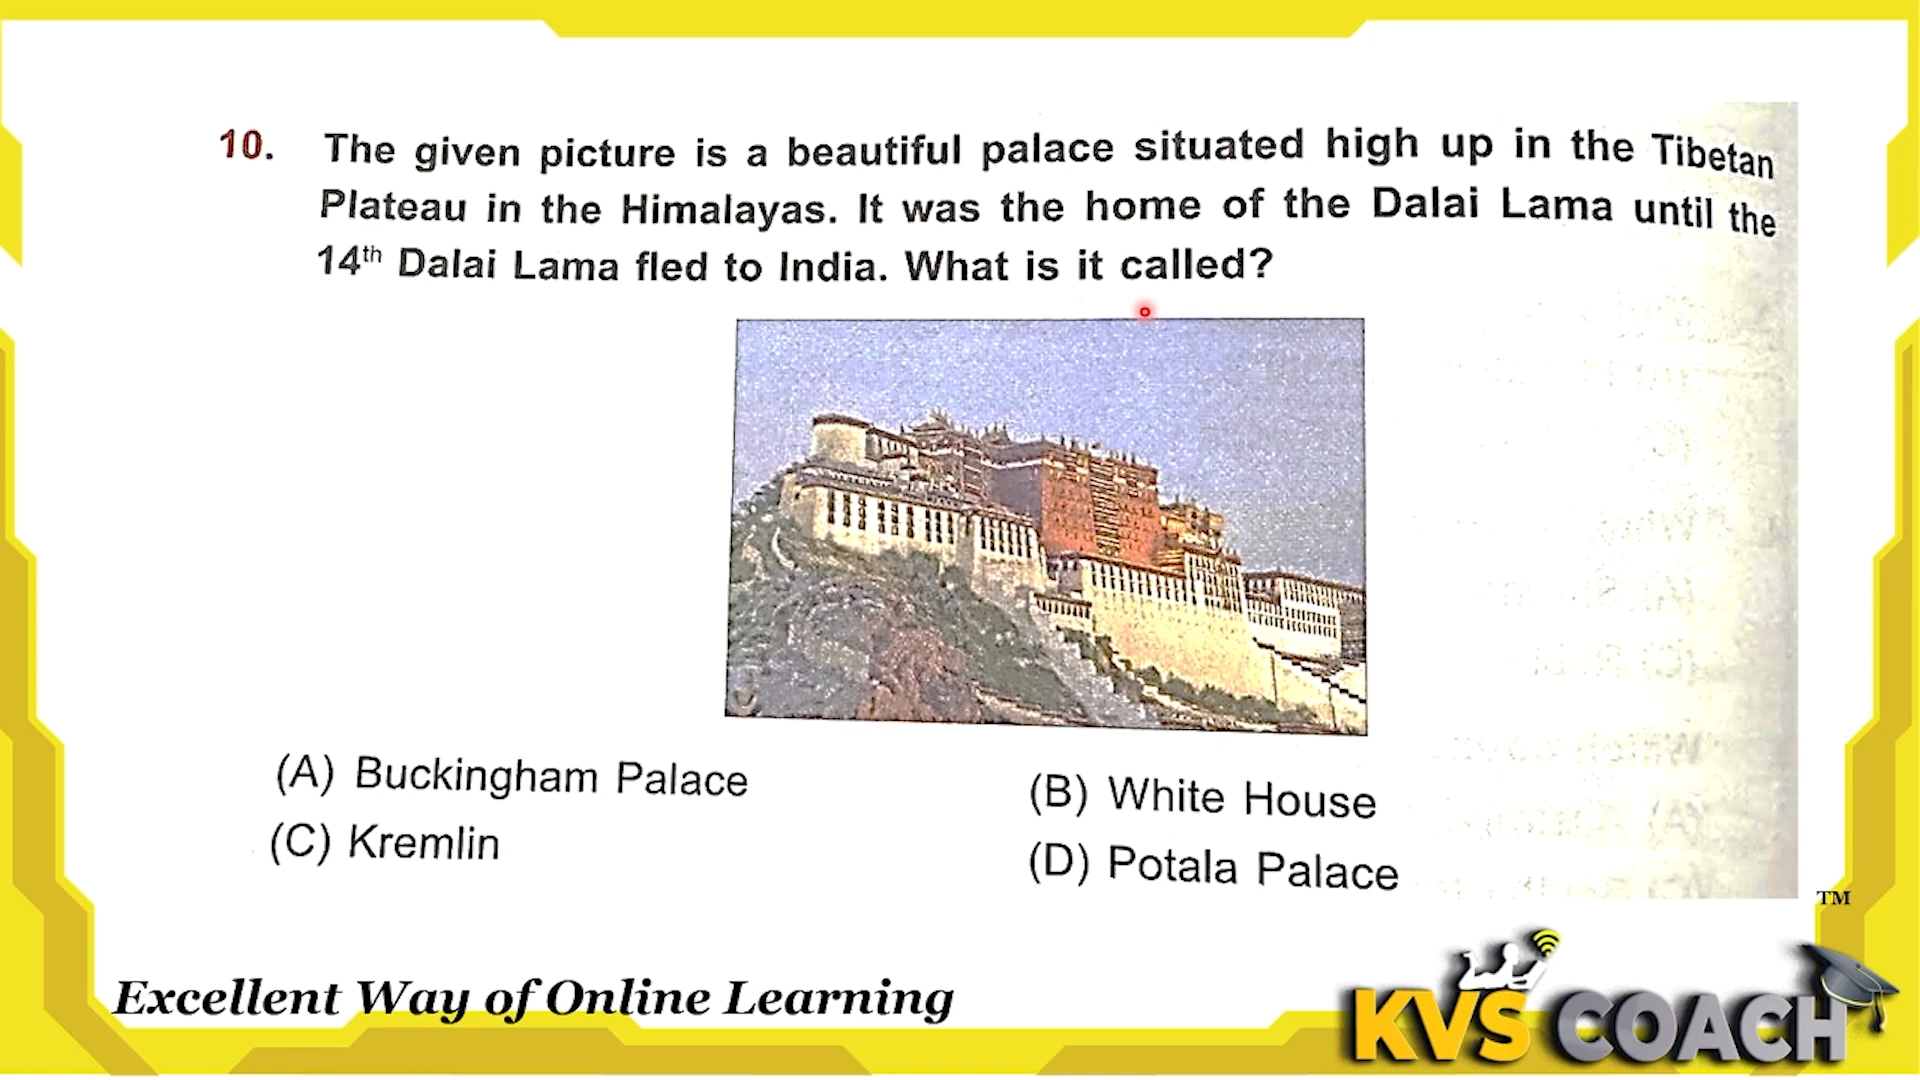 10. The given picture is a beautiful palace situated high up in the Tibetan
Plateau in the Himalayas. It was the home of the Dalai Lama until the
14th Dalai Lama fled to India. What is it called?
(A) Buckingham Palace
(B) White House
(C) Kremlin
(D) Potala Palace
TM
Excellent Way of Online Learning
KVS COACH